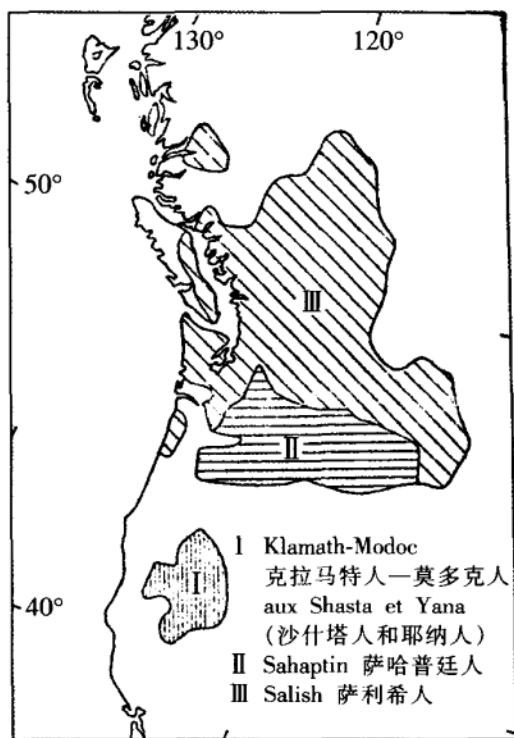 130° 120°
50°
III
II
I
40°
I Klamath-Modoc
克拉马特人—莫多克人
aux Shasta et Yana
(沙什塔人和耶纳人)
II Sahaptin 萨哈普廷人
III Salish 萨利希人